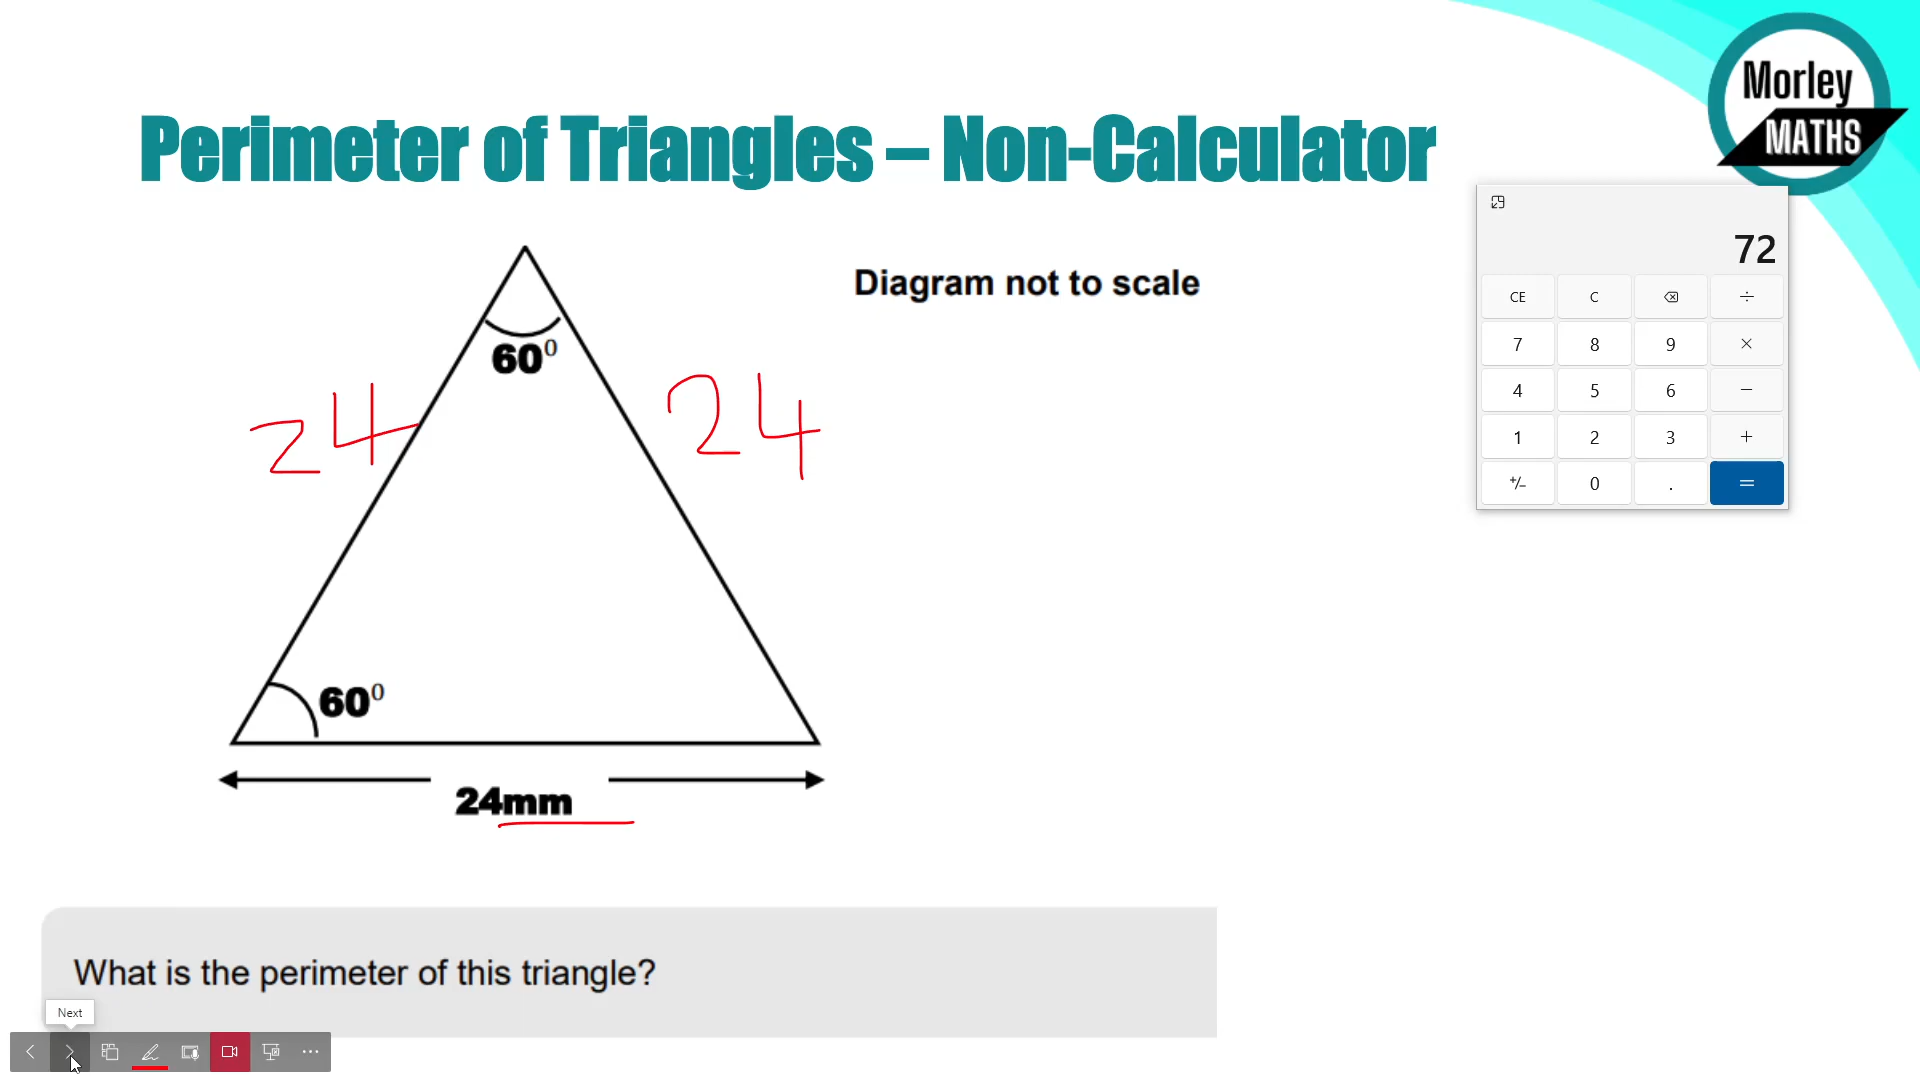 Morley
MATHS
Perimeter of Triangles – Non-Calculator
72
Diagram not to scale
CE C ÷
7 8 9 ×
4 5 6 −
1 2 3 +
+/− 0 . =
60⁰
24 24
60⁰
24mm
What is the perimeter of this triangle?
Next